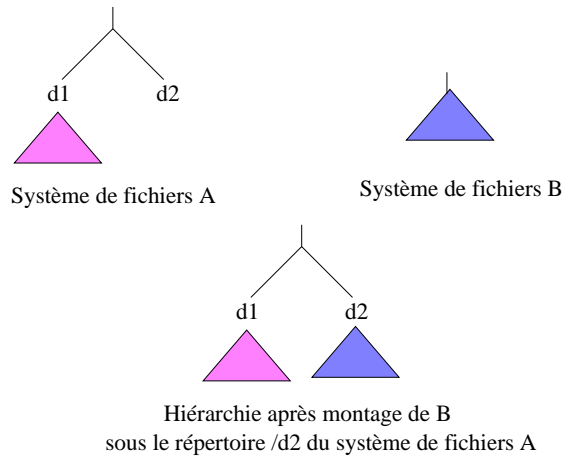 d1
d2
Système de fichiers A
Système de fichiers B
d1
d2
Hiérarchie après montage de B
sous le répertoire /d2 du système de fichiers A